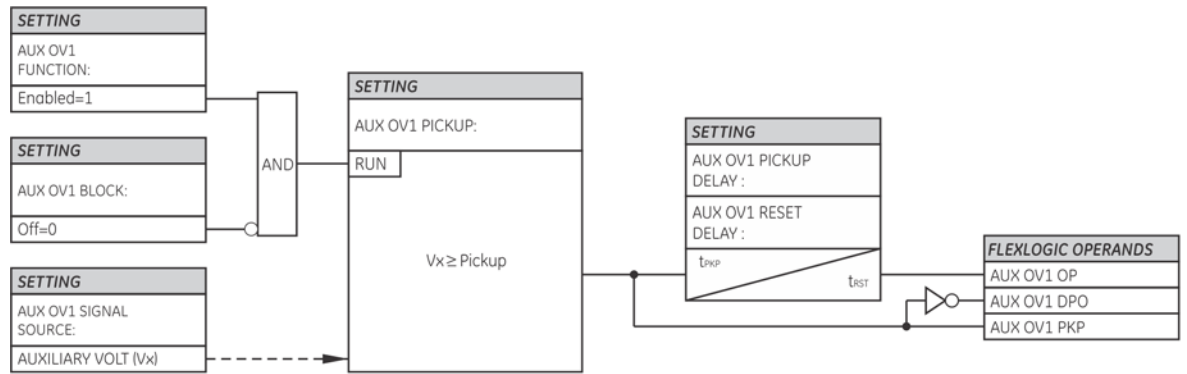 SETTING
AUX OV1
FUNCTION:
Enabled=1
SETTING
AUX OV1 BLOCK:
Off=0
SETTING
AUX OV1 SIGNAL
SOURCE:
AUXILIARY VOLT (Vx)
AND
SETTING
AUX OV1 PICKUP:
RUN
Vx ≥ Pickup
SETTING
AUX OV1 PICKUP
DELAY :
AUX OV1 RESET
DELAY :
tPKP
tRST
FLEXLOGIC OPERANDS
AUX OV1 OP
AUX OV1 DPO
AUX OV1 PKP